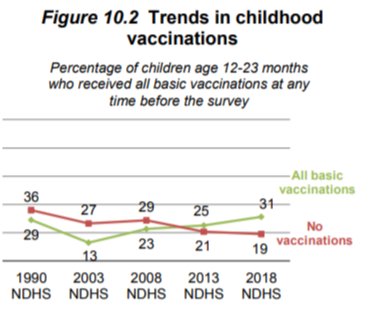 Figure 10.2 Trends in childhood
vaccinations
Percentage of children age 12-23 months
who received all basic vaccinations at any
time before the survey
All basic
vaccinations
36
27
29
25
31
No
vaccinations
29
13
23
21
19
1990
NDHS
2003
NDHS
2008
NDHS
2013
NDHS
2018
NDHS